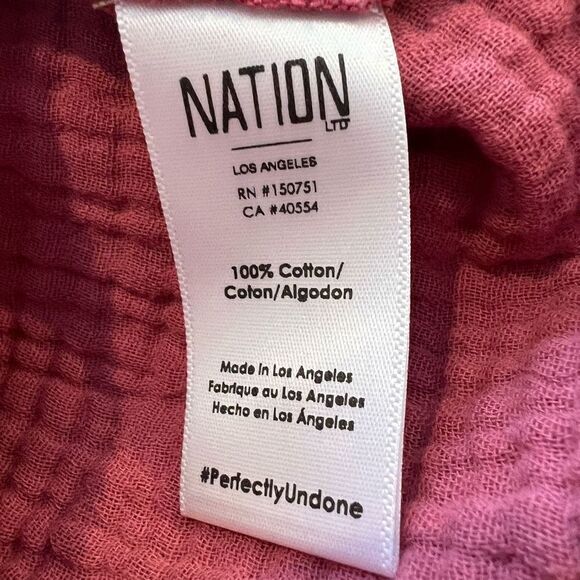 NATION
LTD
LOS ANGELES
RN #150751
CA #40554
100% Cotton/
Coton/Algodon
Made in Los Angeles
Fabrique au Los Angeles
Hecho en Los Ángeles
#PerfectlyUndone